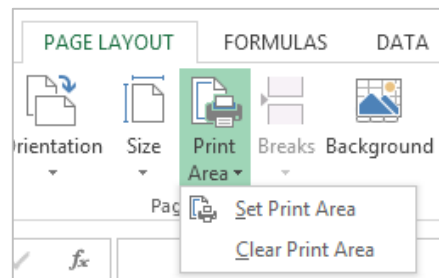 PAGE LAYOUT FORMULAS DATA
rientation Size Print Area Breaks Background
Pag
Set Print Area
Clear Print Area
fx